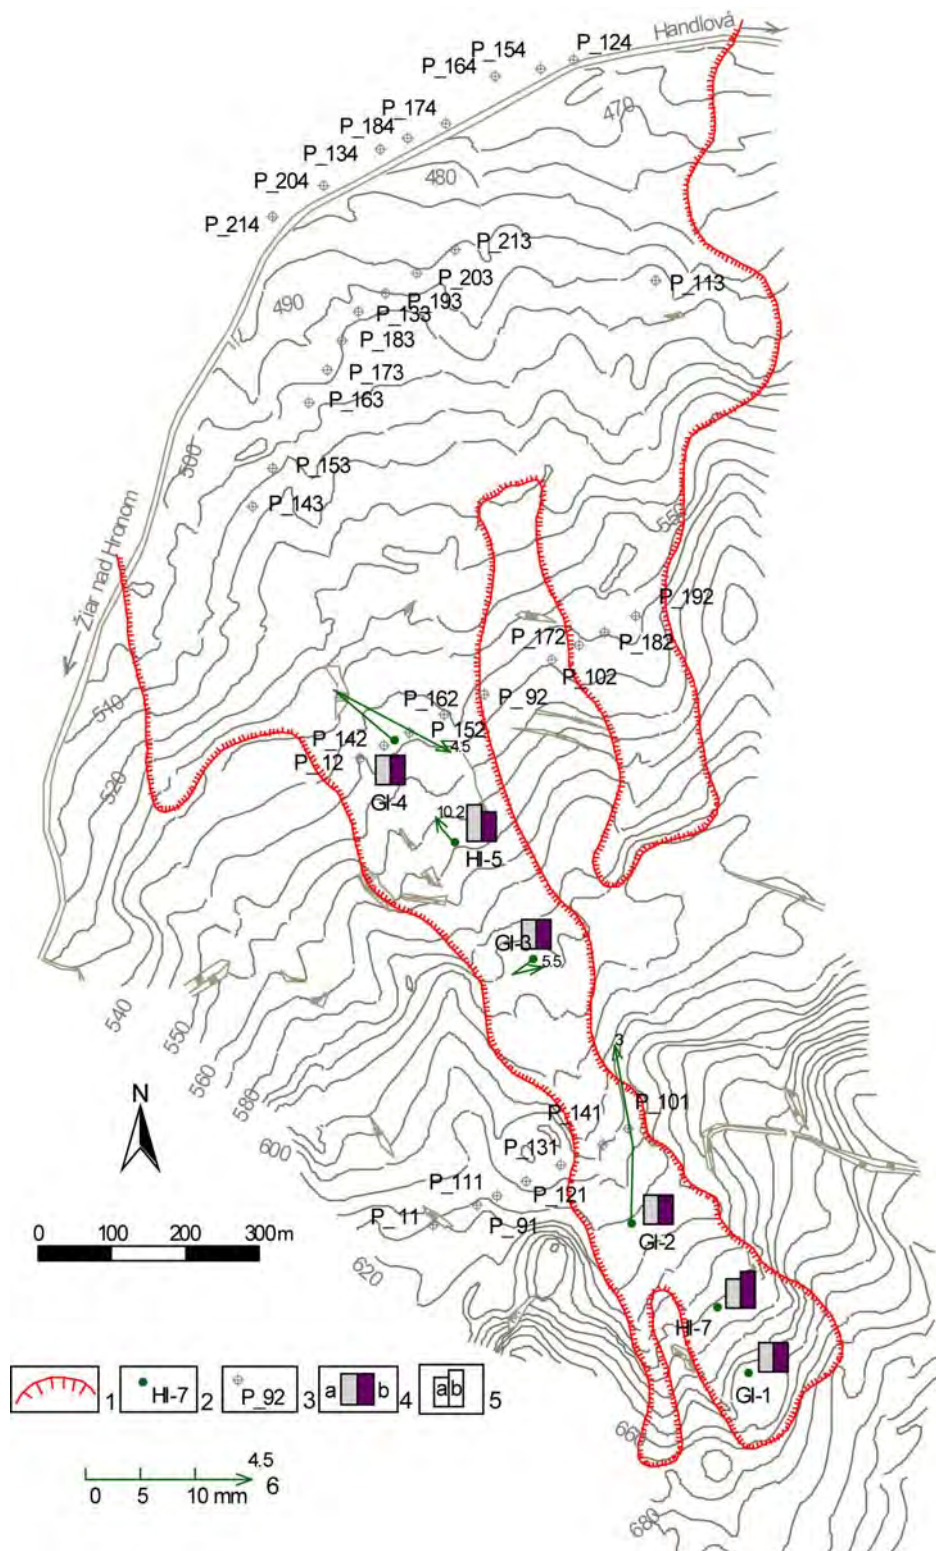 Handlová
P_124
P_154
P_164
470
P_174
P_184
P_134
480
P_204
P_214
P_213
P_203
P_113
490
P_193
P_133
P_183
P_173
P_163
500
P_153
P_143
550
Žiar nad Hronom
P_192
P_172
P_182
P_102
510
P_162
P_92
P_142
P_152
4.5
P_12
520
GI-4
10.2
HI-5
GI-3
5.5
540
550
560
580
3
N
P_141
P_101
600
P_131
P_111
P_121
P_11
P_91
0 100 200 300m
GI-2
620
HI-7
GI-1
1
HI-7 2
P_92 3
a b 4
a b 5
660
4.5
6
0 5 10 mm
680